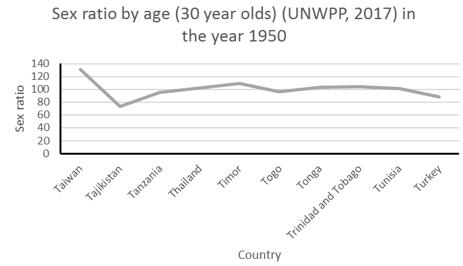 Sex ratio by age (30 year olds) (UNWPP, 2017) in
the year 1950
Sex ratio
140
120
100
80
60
40
20
0
Taiwan
Tajikistan
Tanzania
Thailand
Timor
Togo
Tonga
Trinidad and Tobago
Tunisia
Turkey
Country